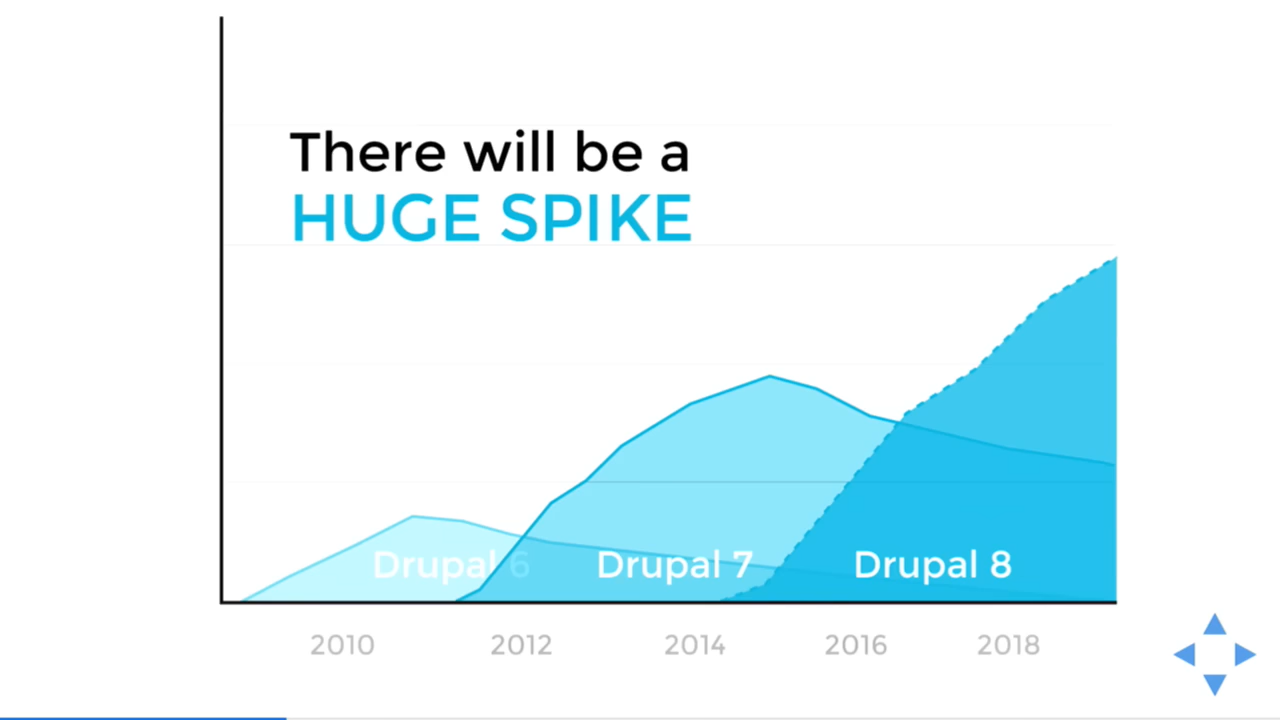 There will be a
HUGE SPIKE
Drupal 6
Drupal 7
Drupal 8
2010
2012
2014
2016
2018